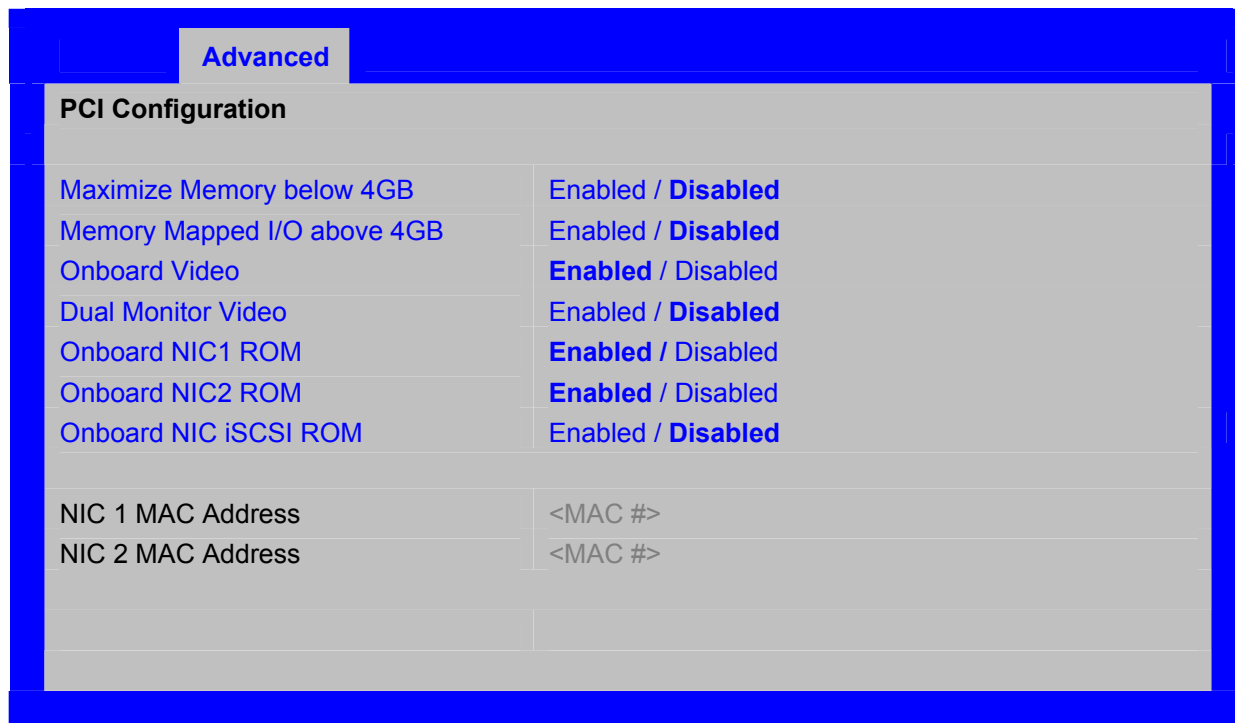 Advanced
PCI Configuration
Maximize Memory below 4GB Enabled / Disabled
Memory Mapped I/O above 4GB Enabled / Disabled
Onboard Video Enabled / Disabled
Dual Monitor Video Enabled / Disabled
Onboard NIC1 ROM Enabled / Disabled
Onboard NIC2 ROM Enabled / Disabled
Onboard NIC iSCSI ROM Enabled / Disabled
NIC 1 MAC Address <MAC #>
NIC 2 MAC Address <MAC #>